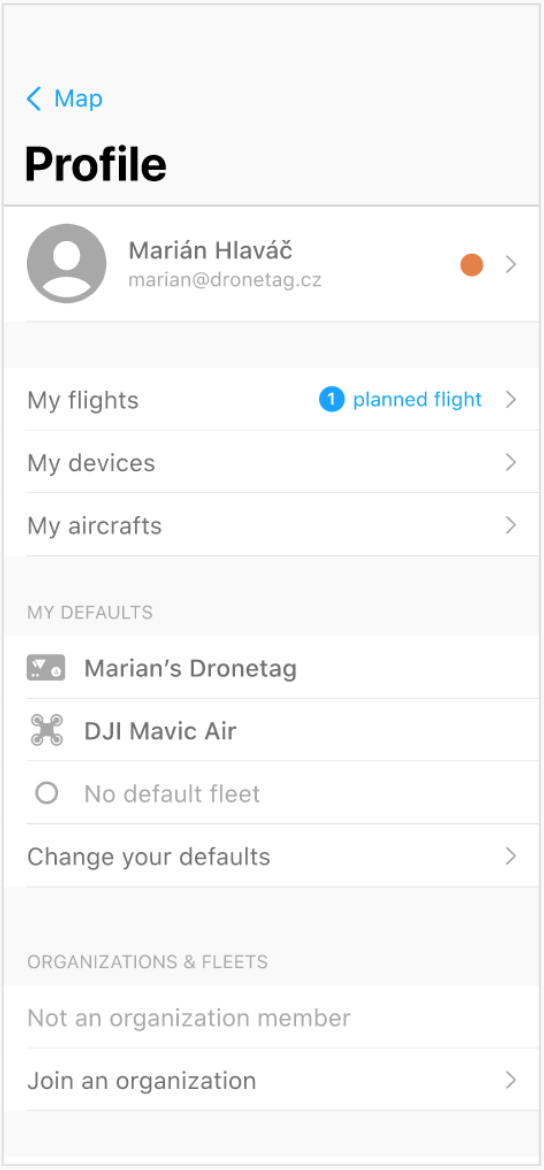 Map
Profile
Marián Hlaváč
marian@dronetag.cz
My flights 1 planned flight
My devices
My aircrafts
MY DEFAULTS
Marian’s Dronetag
DJI Mavic Air
No default fleet
Change your defaults
ORGANIZATIONS & FLEETS
Not an organization member
Join an organization